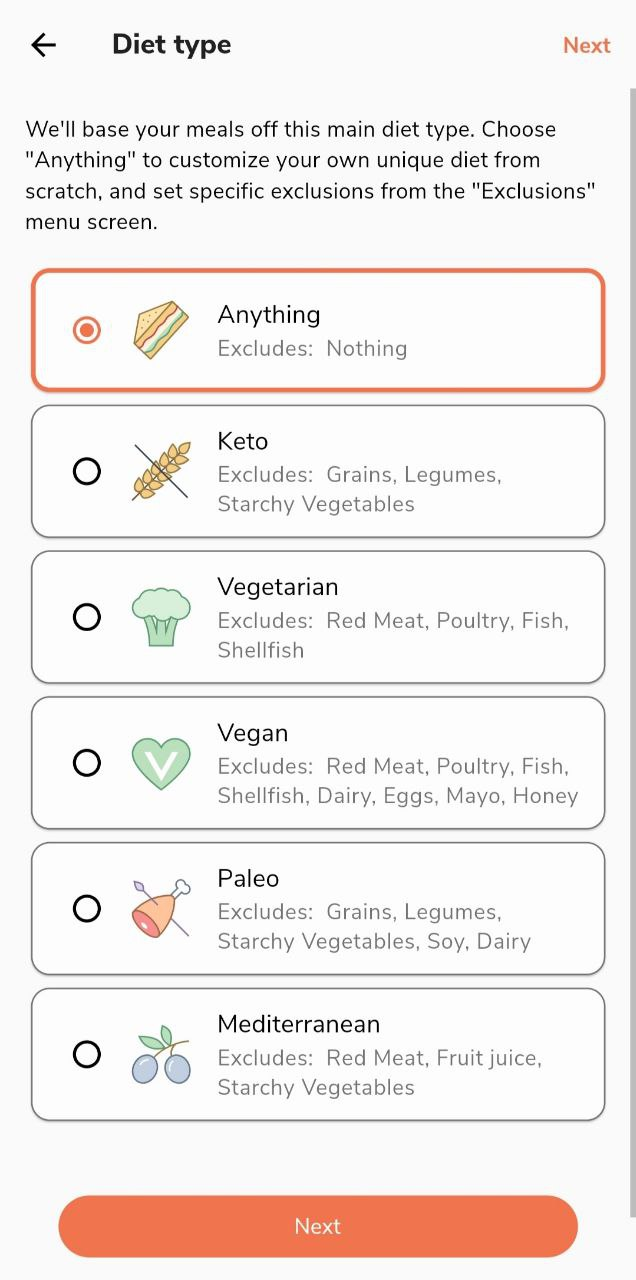 Diet type
Next
We'll base your meals off this main diet type. Choose
"Anything" to customize your own unique diet from
scratch, and set specific exclusions from the "Exclusions"
menu screen.
Anything
Excludes: Nothing
Keto
Excludes: Grains, Legumes,
Starchy Vegetables
Vegetarian
Excludes: Red Meat, Poultry, Fish,
Shellfish
V
Vegan
Excludes: Red Meat, Poultry, Fish,
Shellfish, Dairy, Eggs, Mayo, Honey
Paleo
Excludes: Grains, Legumes,
Starchy Vegetables, Soy, Dairy
Mediterranean
Excludes: Red Meat, Fruit juice,
Starchy Vegetables
Next